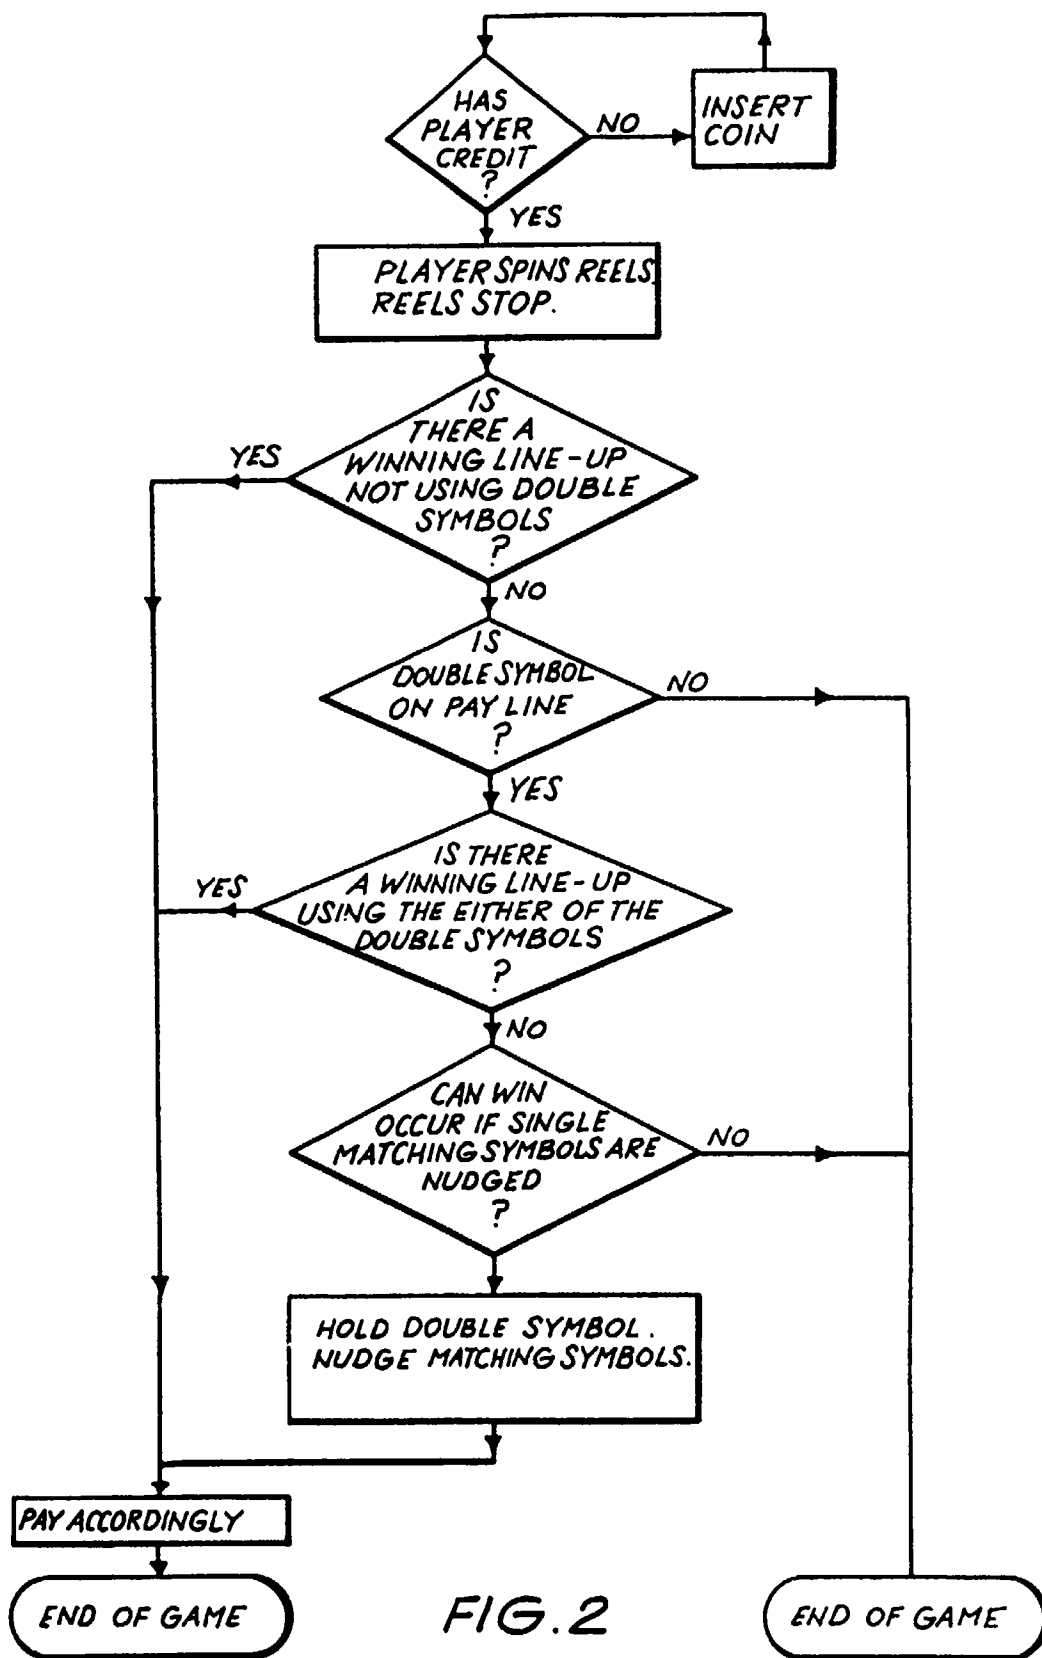 HAS
PLAYER
CREDIT
?
NO
INSERT
COIN
YES
PLAYER SPINS REELS,
REELS STOP.
IS
THERE A
WINNING LINE-UP
NOT USING DOUBLE
SYMBOLS
?
YES
NO
IS
DOUBLE SYMBOL
ON PAY LINE
?
NO
YES
IS THERE
A WINNING LINE-UP
USING THE EITHER OF THE
DOUBLE SYMBOLS
?
YES
NO
CAN WIN
OCCUR IF SINGLE
MATCHING SYMBOLS ARE
NUDGED
?
NO
HOLD DOUBLE SYMBOL.
NUDGE MATCHING SYMBOLS.
PAY ACCORDINGLY
END OF GAME
FIG.2
END OF GAME